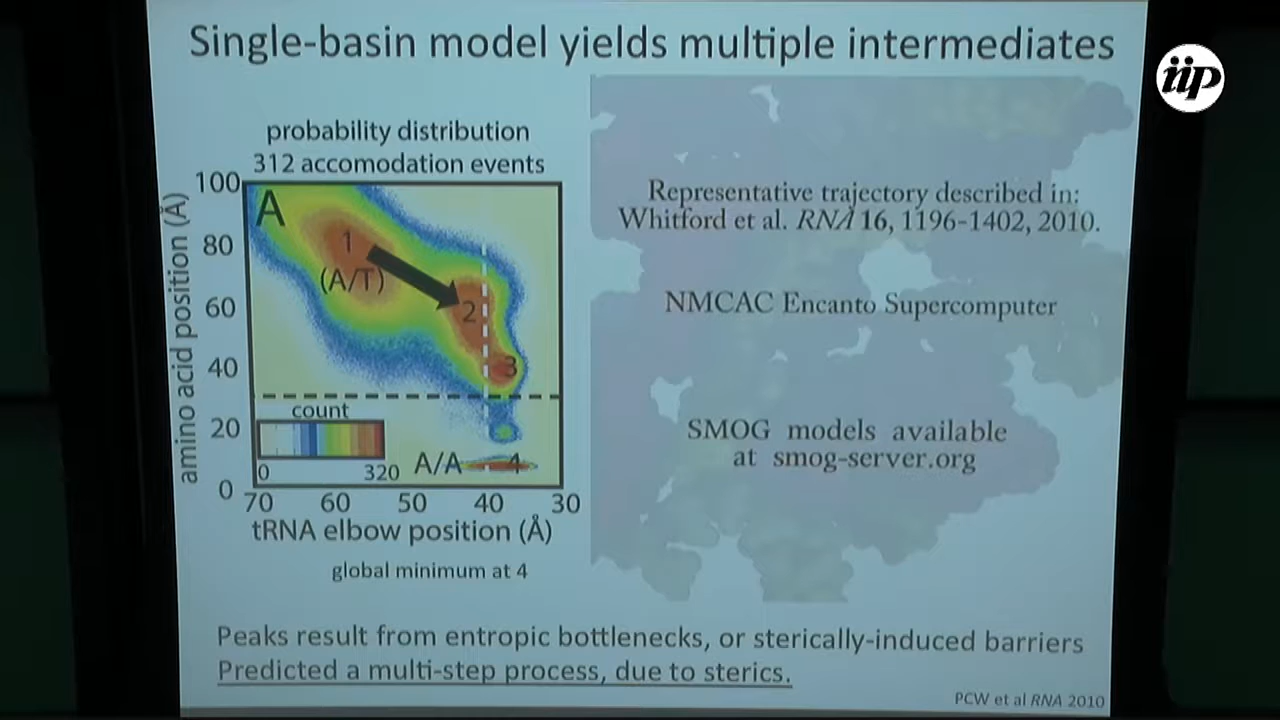 Single-basin model yields multiple intermediates
iip
probability distribution
312 accomodation events
A
1
(A/T)
2
3
A/A
4
amino acid position (Å)
100
80
60
40
20
0
count
0
320
70
60
50
40
30
tRNA elbow position (Å)
global minimum at 4
Representative trajectory described in:
Whitford et al. RNA 16, 1196-1402, 2010.
NMCAC Encanto Supercomputer
SMOG models available
at smog-server.org
Peaks result from entropic bottlenecks, or sterically-induced barriers
Predicted a multi-step process, due to sterics.
PCW et al RNA 2010